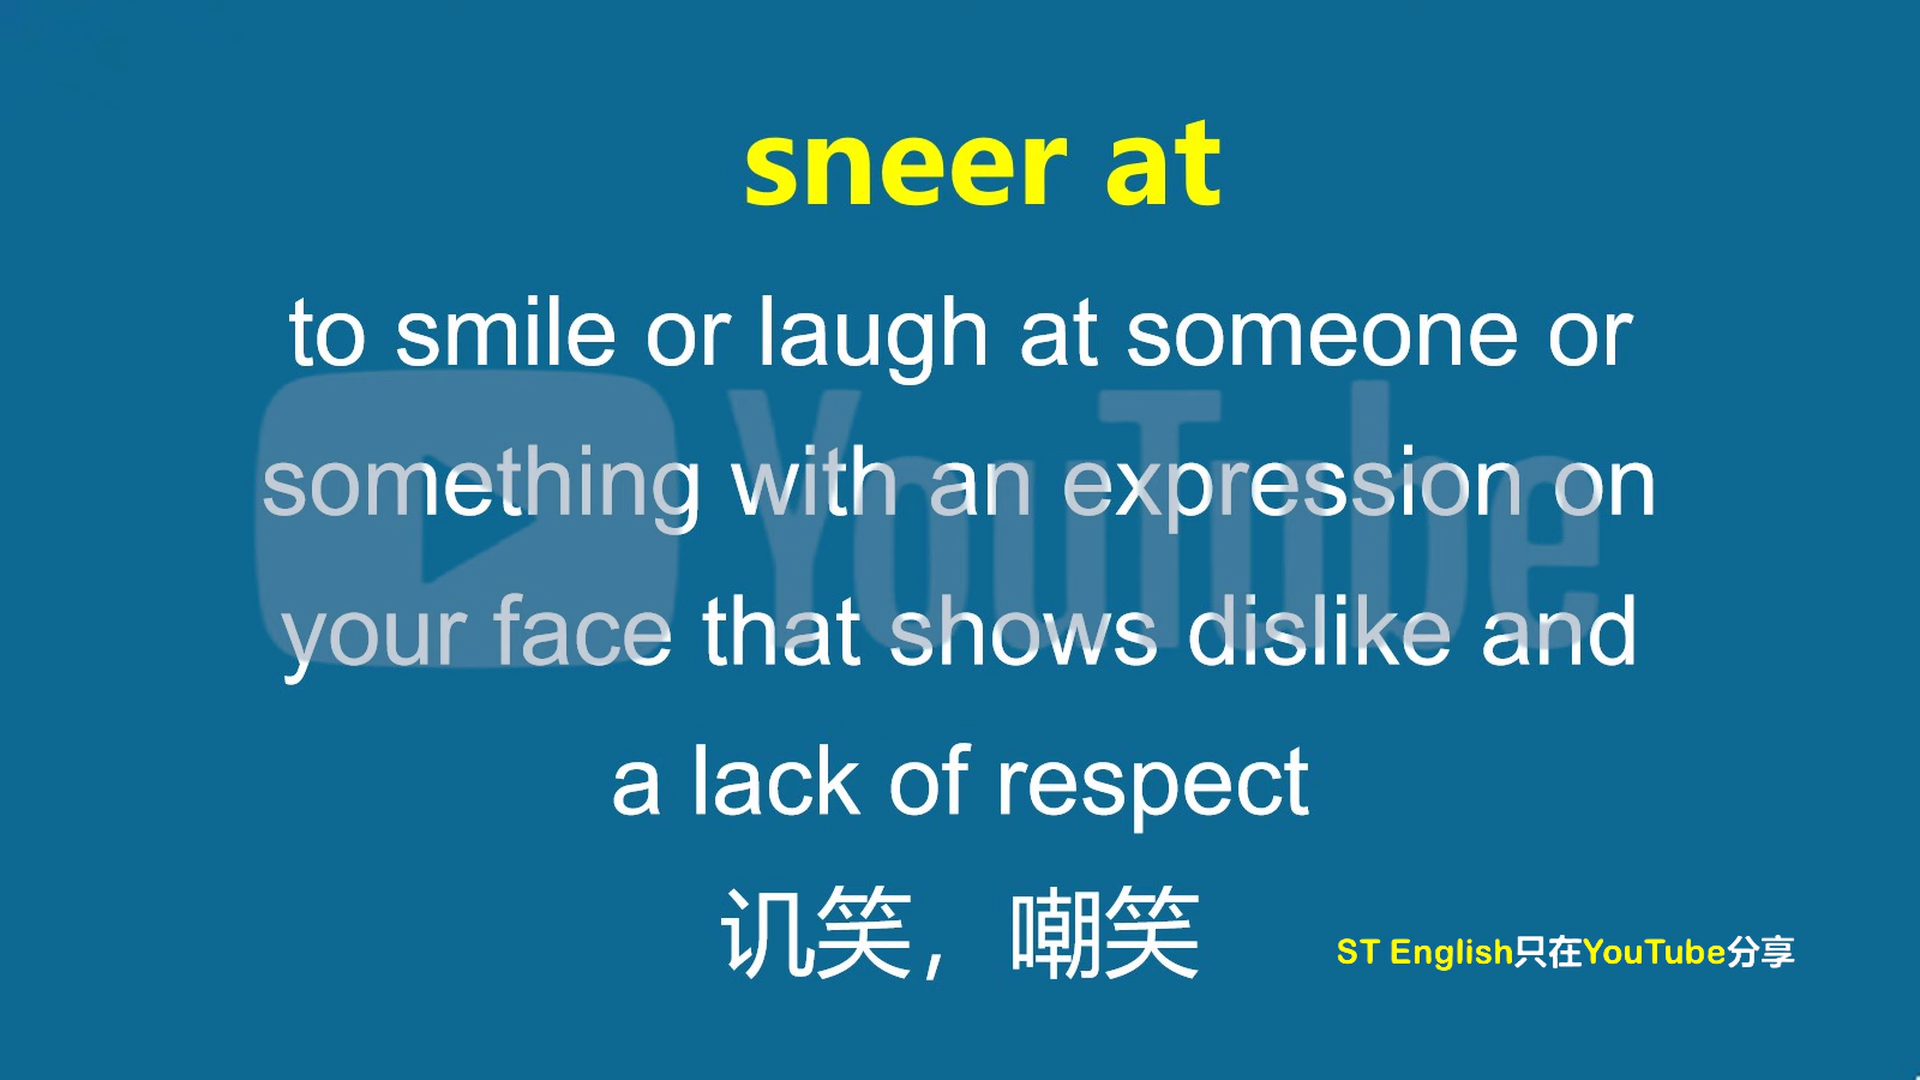 sneer at
to smile or laugh at someone or
something with an expression on
your face that shows dislike and
a lack of respect
讥笑，嘲笑
ST English只在YouTube分享
YouTube